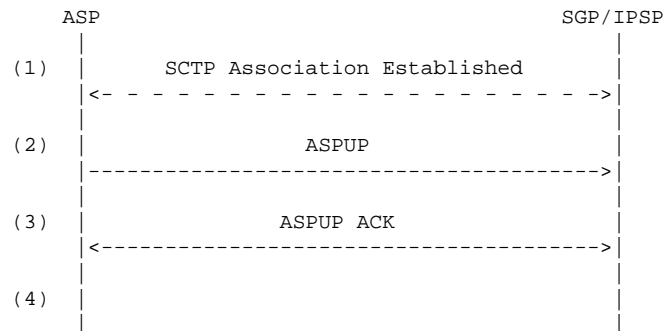 ASP SGP/IPSP
(1) SCTP Association Established
(2) ASPUP
(3) ASPUP ACK
(4)